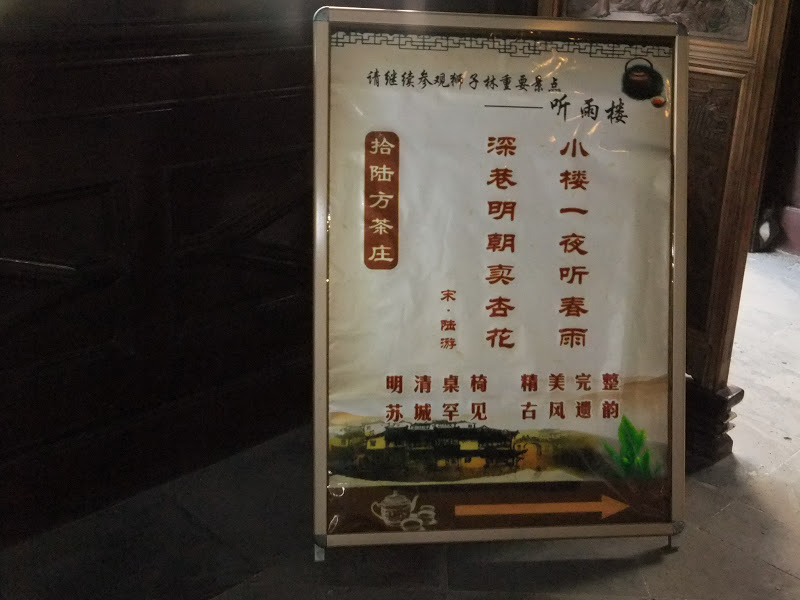 请继续参观狮子林重要景点
——听雨楼
小楼一夜听春雨
深巷明朝卖杏花
宋·陆游
拾陆方茶庄
明清桌椅 精美完整
苏城罕见 古风遗韵